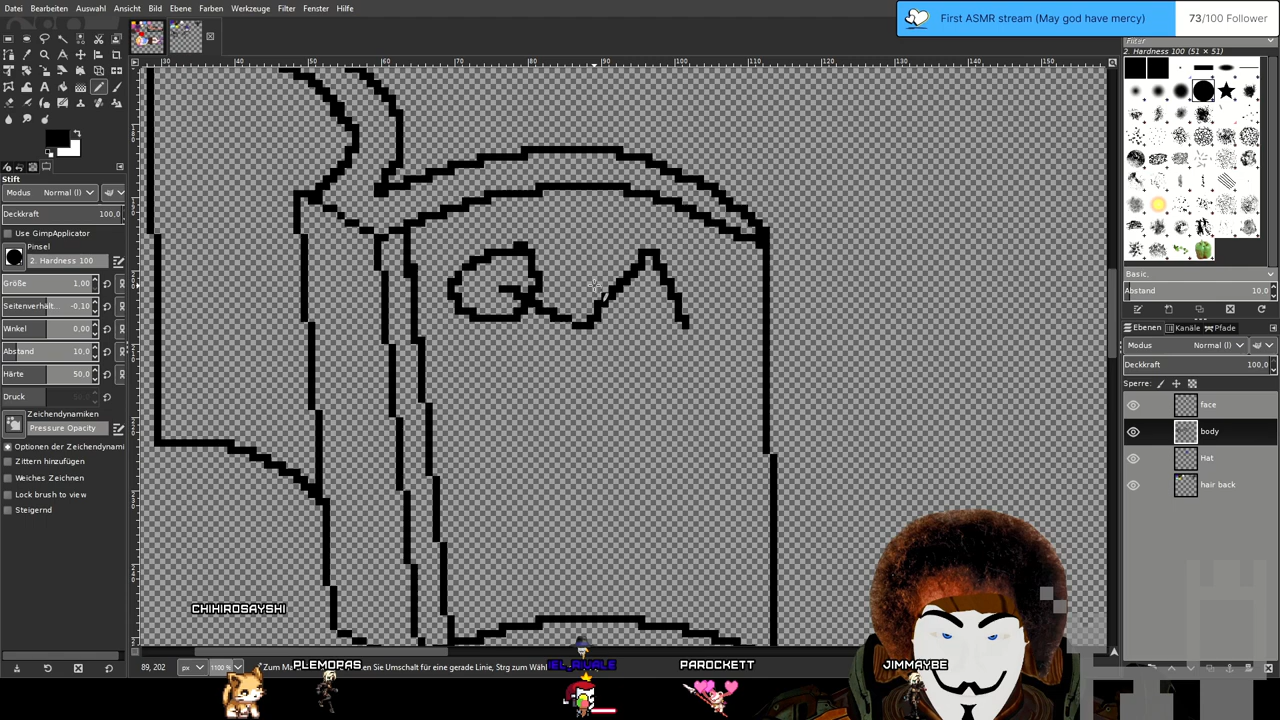 Datei Bearbeiten Auswahl Ansicht Bild Ebene Farben Werkzeuge Filter Fenster Hilfe
First ASMR stream (May god have mercy) 73/100 Follower
Filter
2. Hardness 100 (51 × 51)
Stift
Modus Normal (l)
Deckkraft 100,0
Use GimpApplicator
Pinsel
2. Hardness 100
Größe 1,00
Seitenverhält... -0,10
Winkel 0,00
Abstand 10,0
Härte 50,0
Druck
Zeichendynamiken
Pressure Opacity
Optionen der Zeichendynami
Zittern hinzufügen
Weiches Zeichnen
Lock brush to view
Steigernd
Basic,
Abstand 10,0
Ebenen Kanäle Pfade
Modus Normal (l)
Deckkraft 100,0
Sperre:
face
body
Hat
hair back
CHIHIROSAYSHI
89, 202 px 1100 %
PLEMOPAS
PAROCKETT
JIMMAYBE